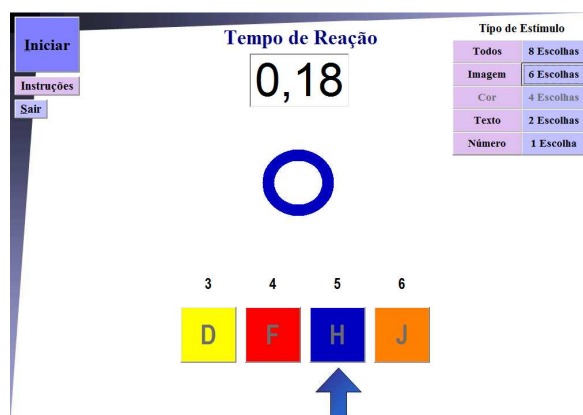 Iniciar
Instruções
Sair
Tempo de Reação
0,18
Tipo de Estímulo
Todos 8 Escolhas
Imagem 6 Escolhas
Cor 4 Escolhas
Texto 2 Escolhas
Número 1 Escolha
3 4 5 6
D F H J